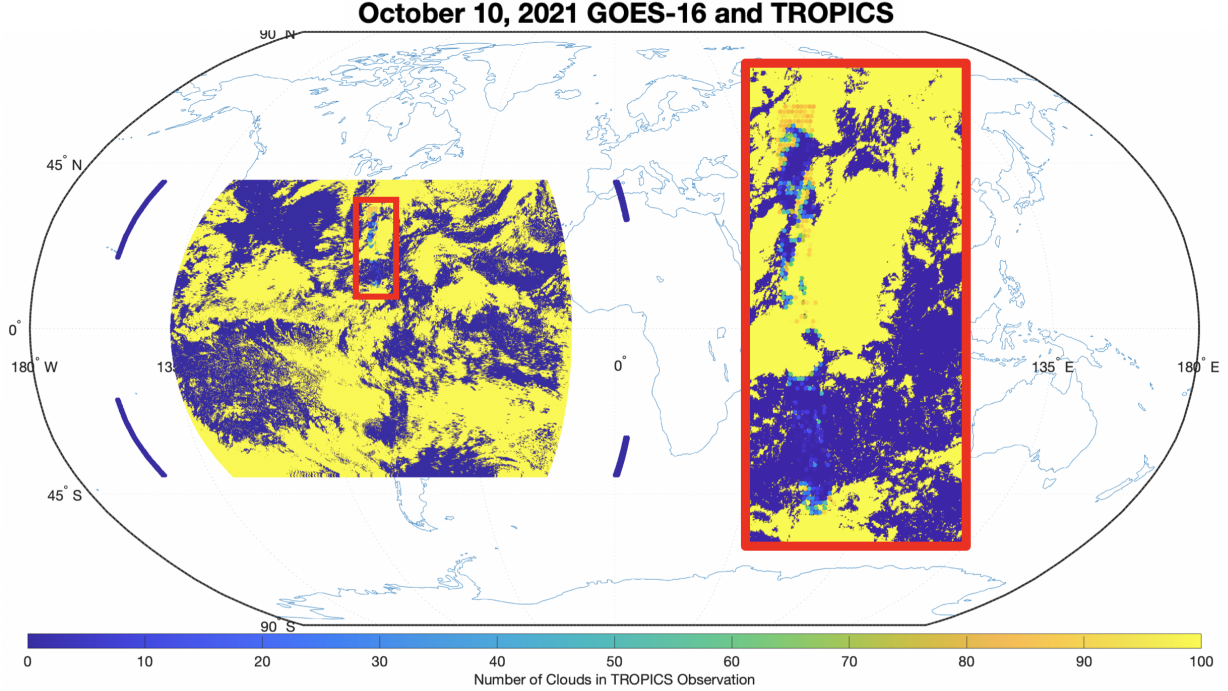 October 10, 2021 GOES-16 and TROPICS
90° N
45° N
0°
180° W
0°
135° E
180° E
45° S
90° S
0 10 20 30 40 50 60 70 80 90 100
Number of Clouds in TROPICS Observation